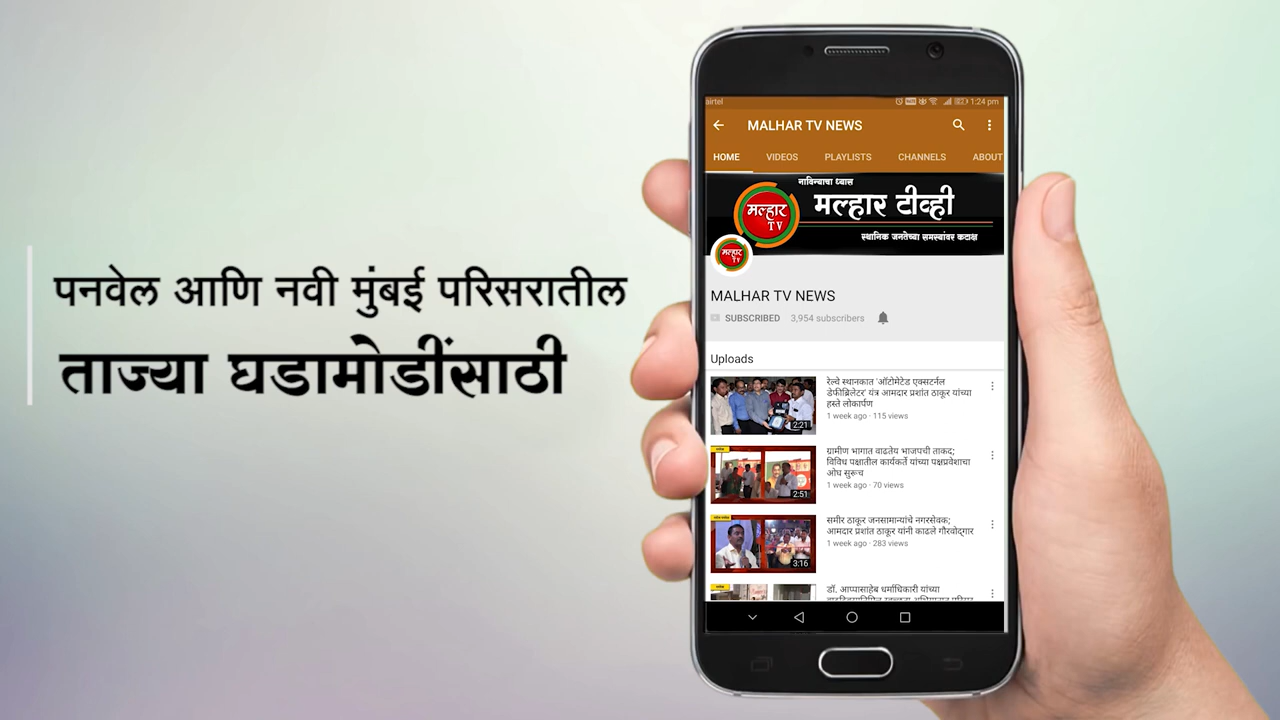 पनवेल आणि नवी मुंबई परिसरातील
ताज्या घडामोडींसाठी
airtel
1:24 pm
MALHAR TV NEWS
HOME VIDEOS PLAYLISTS CHANNELS ABOUT
मल्हार टीव्ही
मल्हार
TV
स्थानिक जनतेच्या समस्यांवर कटाक्ष
मल्हार
TV
MALHAR TV NEWS
SUBSCRIBED 3,954 subscribers
Uploads
रेल्वे स्थानकात 'ऑटोमेटेड एक्सटर्नल
डेफीब्रिलेटर' यंत्र आमदार प्रशांत ठाकूर यांच्या
हस्ते लोकार्पण
1 week ago · 115 views
2:21
ग्रामीण भागात वाढतेय भाजपची ताकद;
विविध पक्षातील कार्यकर्ते यांच्या पक्षप्रवेशाचा
ओघ सुरूच
1 week ago · 70 views
2:51
समीर ठाकूर जनसामान्यांचे नगरसेवक;
आमदार प्रशांत ठाकूर यांनी काढले गौरवोद्गार
1 week ago · 283 views
3:16
डॉ. आप्पासाहेब धर्माधिकारी यांच्या